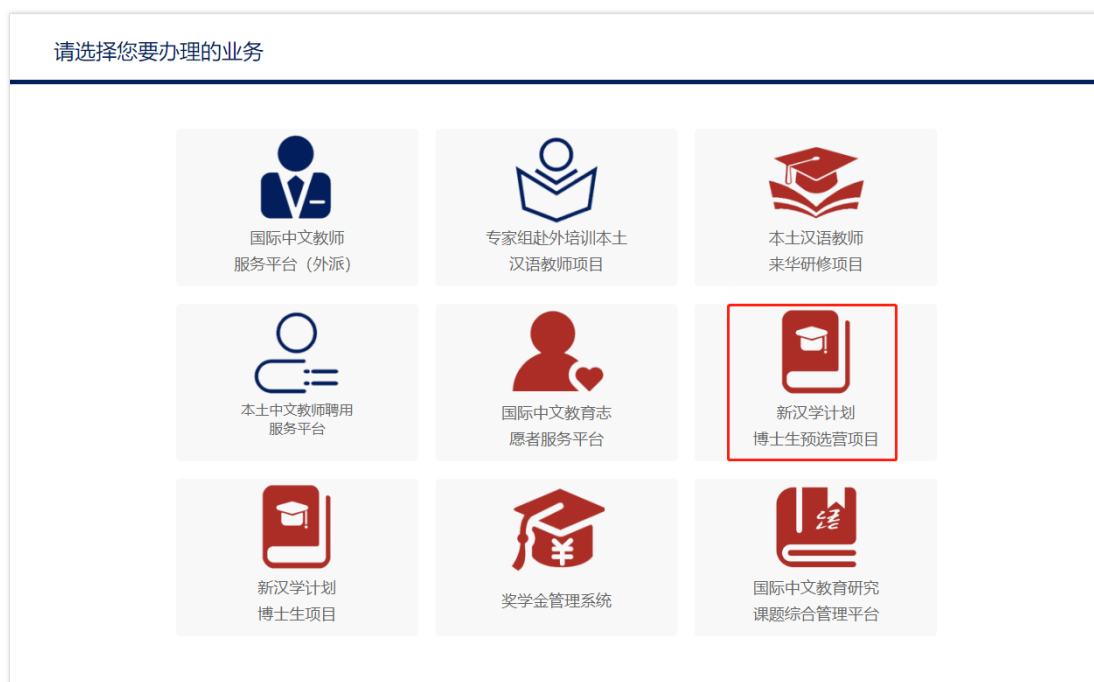 请选择您要办理的业务
国际中文教师
服务平台（外派）
专家组赴外培训本土
汉语教师项目
本土汉语教师
来华研修项目
本土中文教师聘用
服务平台
国际中文教育志
愿者服务平台
新汉学计划
博士生预选营项目
新汉学计划
博士生项目
奖学金管理系统
国际中文教育研究
课题综合管理平台